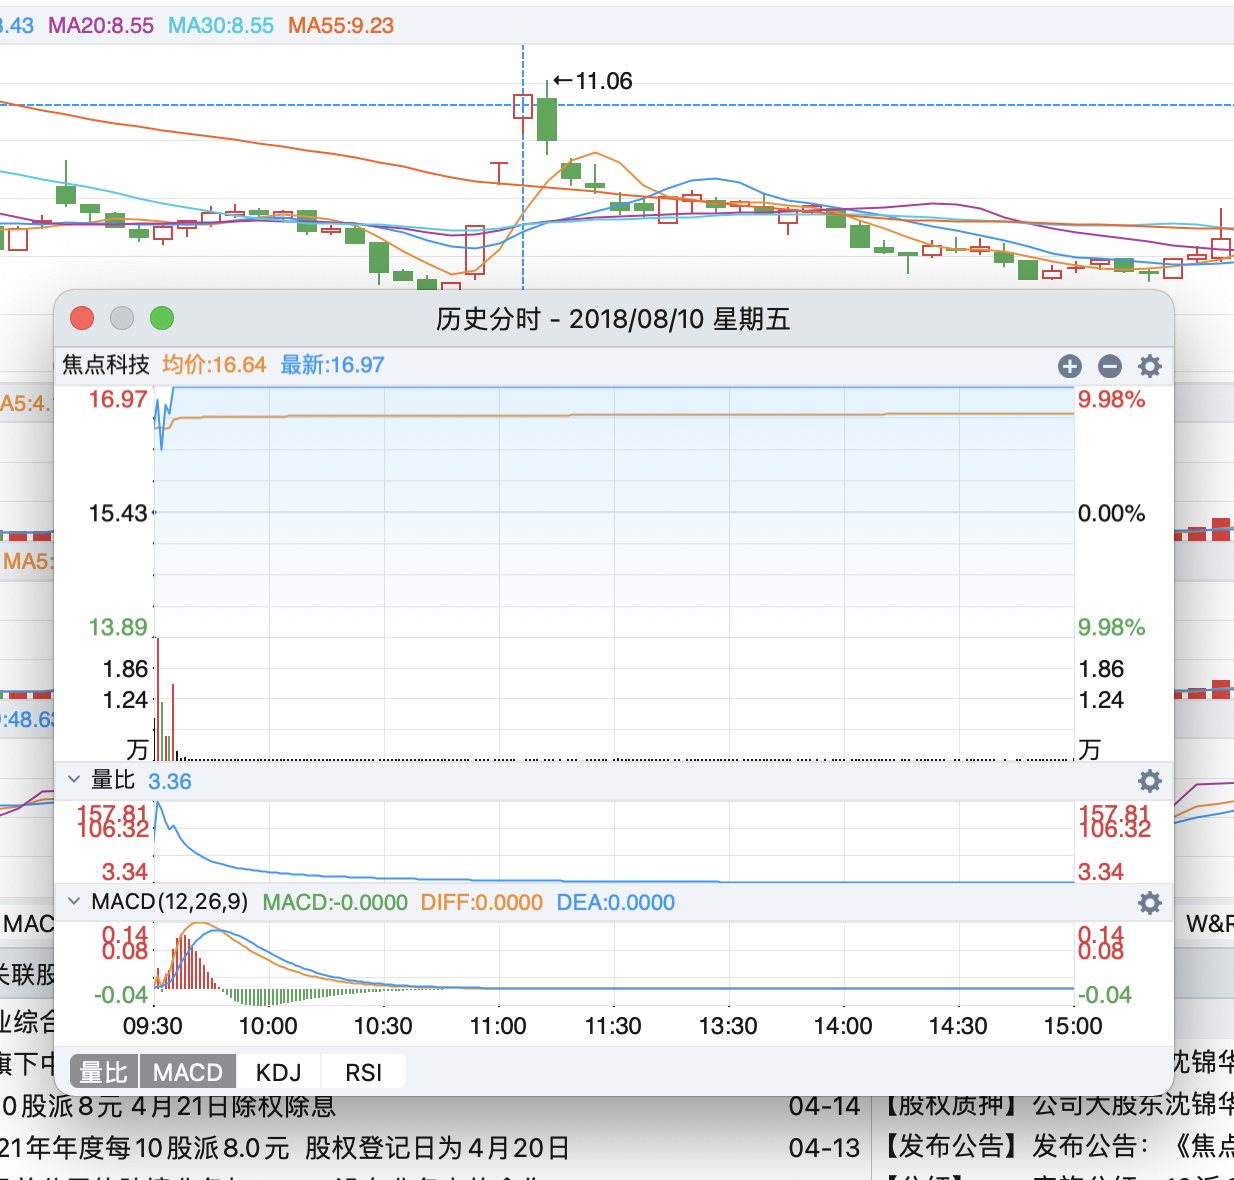 3.43 MA20:8.55 MA30:8.55 MA55:9.23
←11.06
历史分时 - 2018/08/10 星期五
焦点科技 均价:16.64 最新:16.97
16.97 9.98%
15.43 0.00%
13.89 9.98%
1.86 1.86
1.24 1.24
万 万
A5:4.
MA5:
:48.63
量比 3.36
157.81 157.81
106.32 106.32
3.34 3.34
MACD(12,26,9) MACD:-0.0000 DIFF:0.0000 DEA:0.0000
0.14 0.14
0.08 0.08
-0.04 -0.04
09:30 10:00 10:30 11:00 11:30 13:30 14:00 14:30 15:00
量比 MACD KDJ RSI
MAC W&R
关联股
业综合
旗下中 沈锦华
0股派8元 4月21日除权除息 04-14 【股权质押】 公司大股东沈锦华
21年年度每10股派8.0元 股权登记日为4月20日 04-13 【发布公告】 发布公告：《焦点